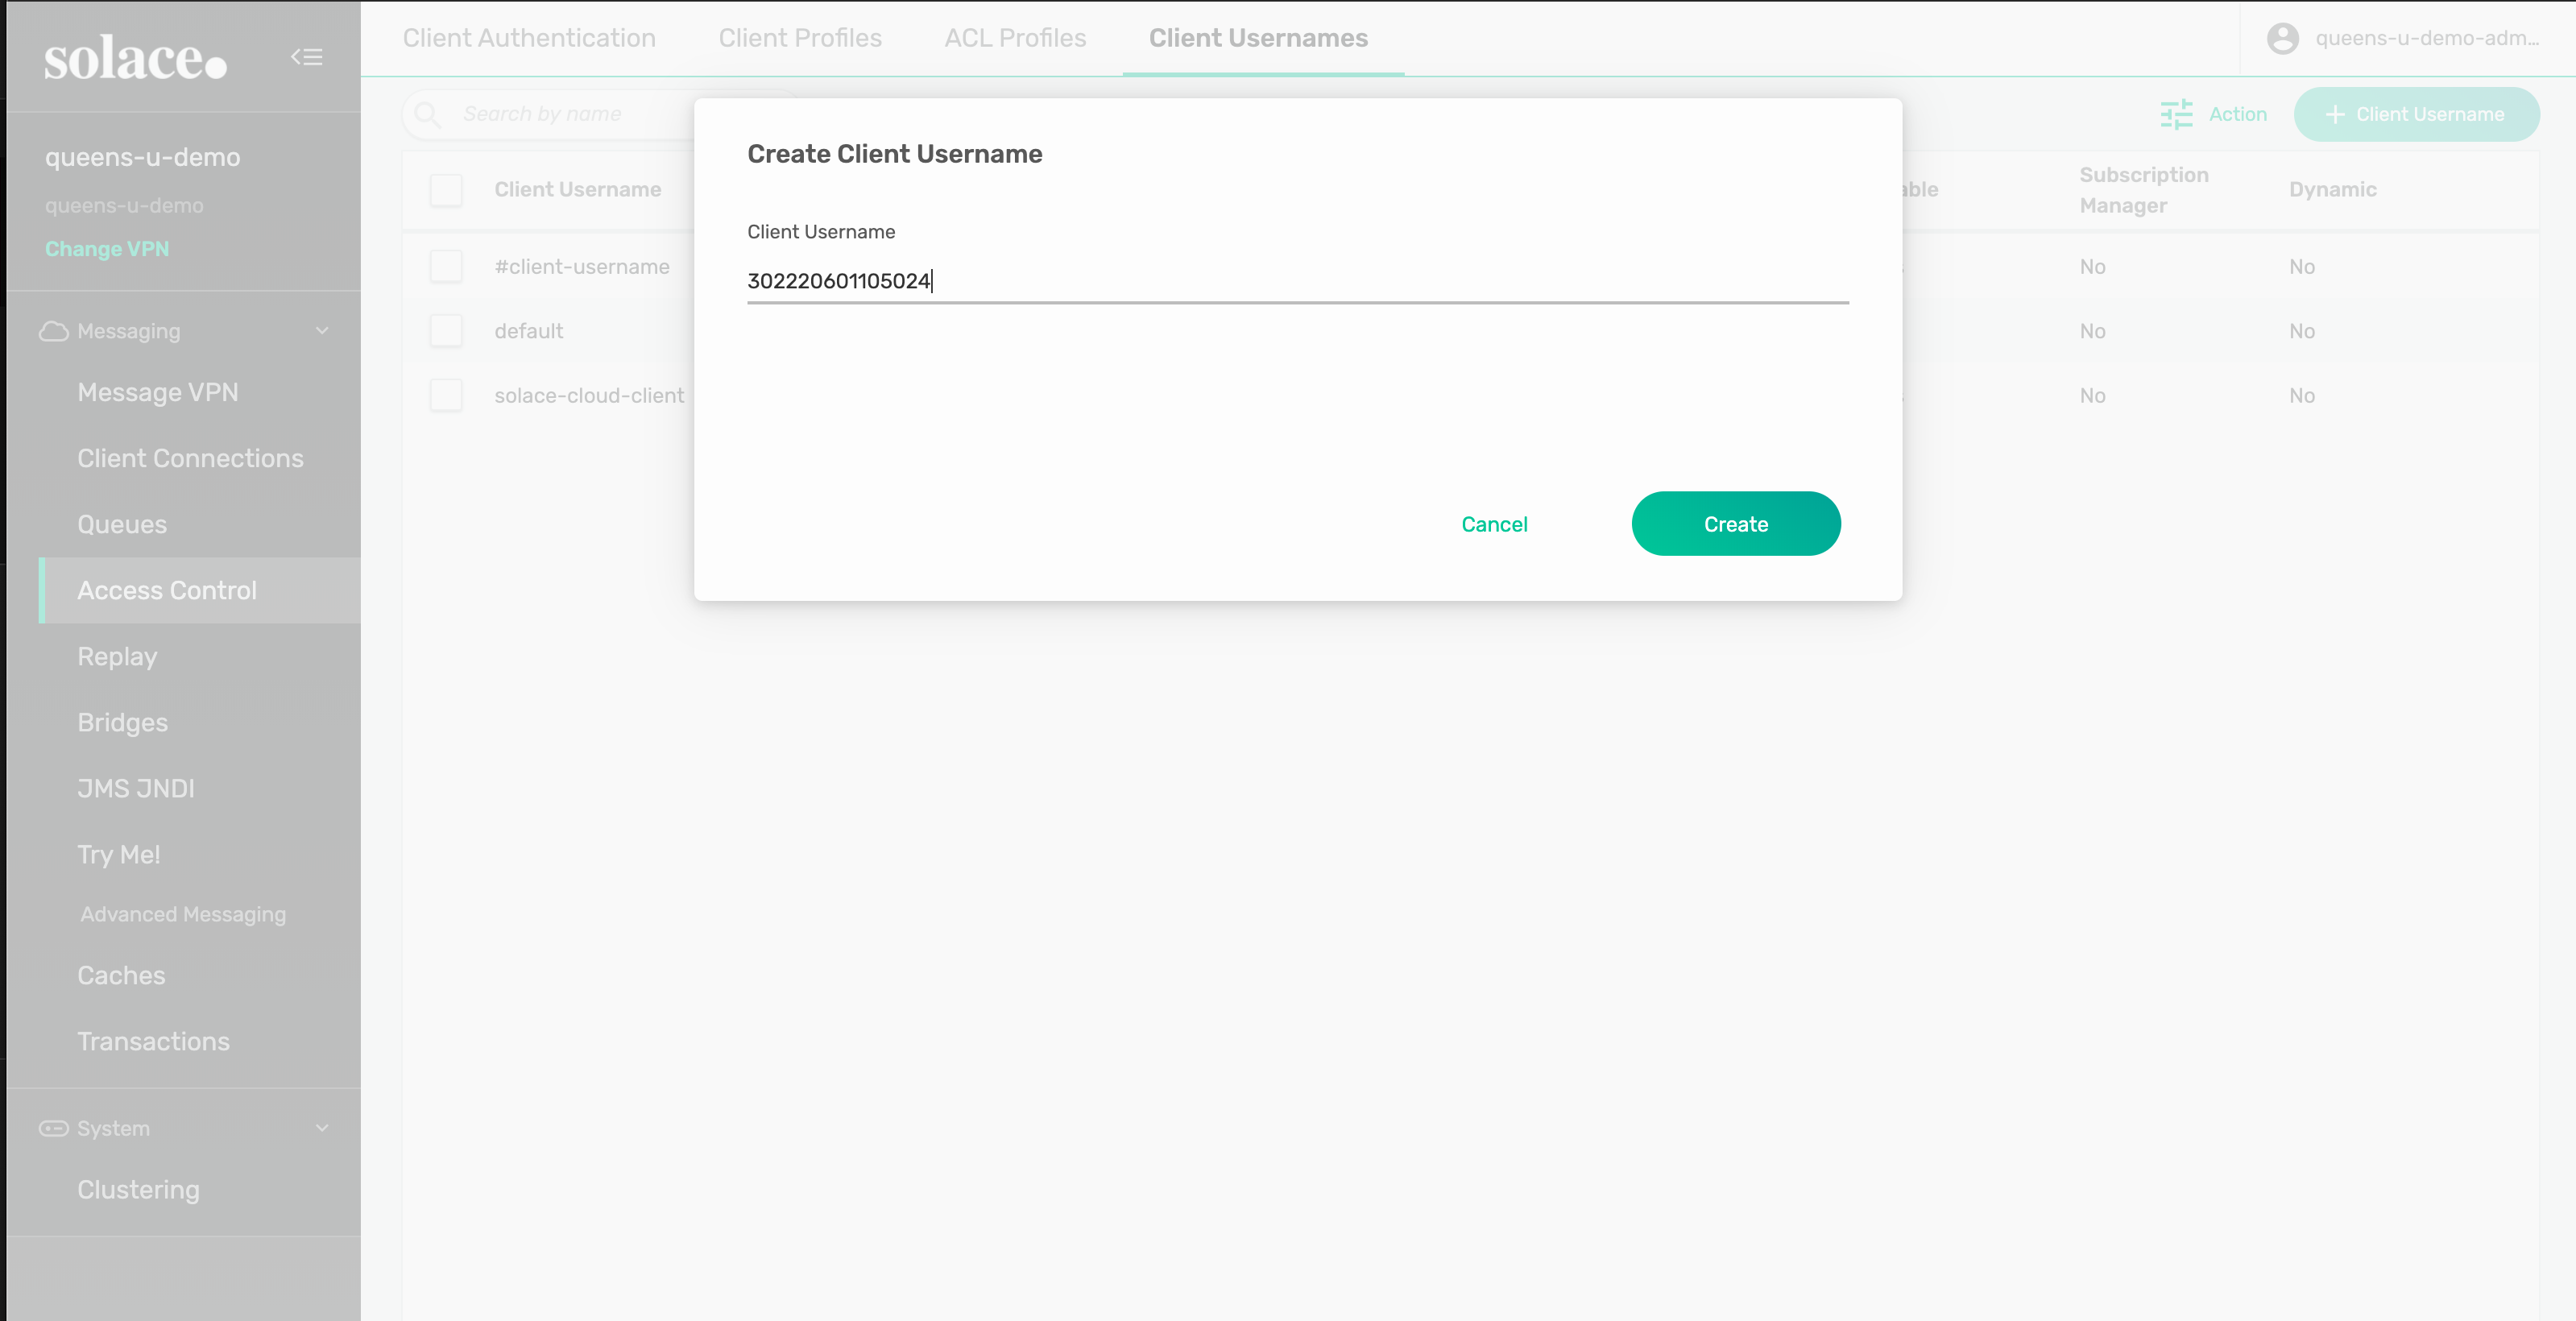 solace
queens-u-demo
queens-u-demo
Change VPN
Messaging
Message VPN
Client Connections
Queues
Access Control
Replay
Bridges
JMS JNDI
Try Me!
Advanced Messaging
Caches
Transactions
System
Clustering
Client Authentication
Client Profiles
ACL Profiles
Client Usernames
queens-u-demo-adm...
Search by name
Action
+ Client Username
Client Username
Subscription
Manager
Dynamic
#client-username
No
No
default
No
No
solace-cloud-client
No
No
Create Client Username
Client Username
302220601105024
Cancel
Create